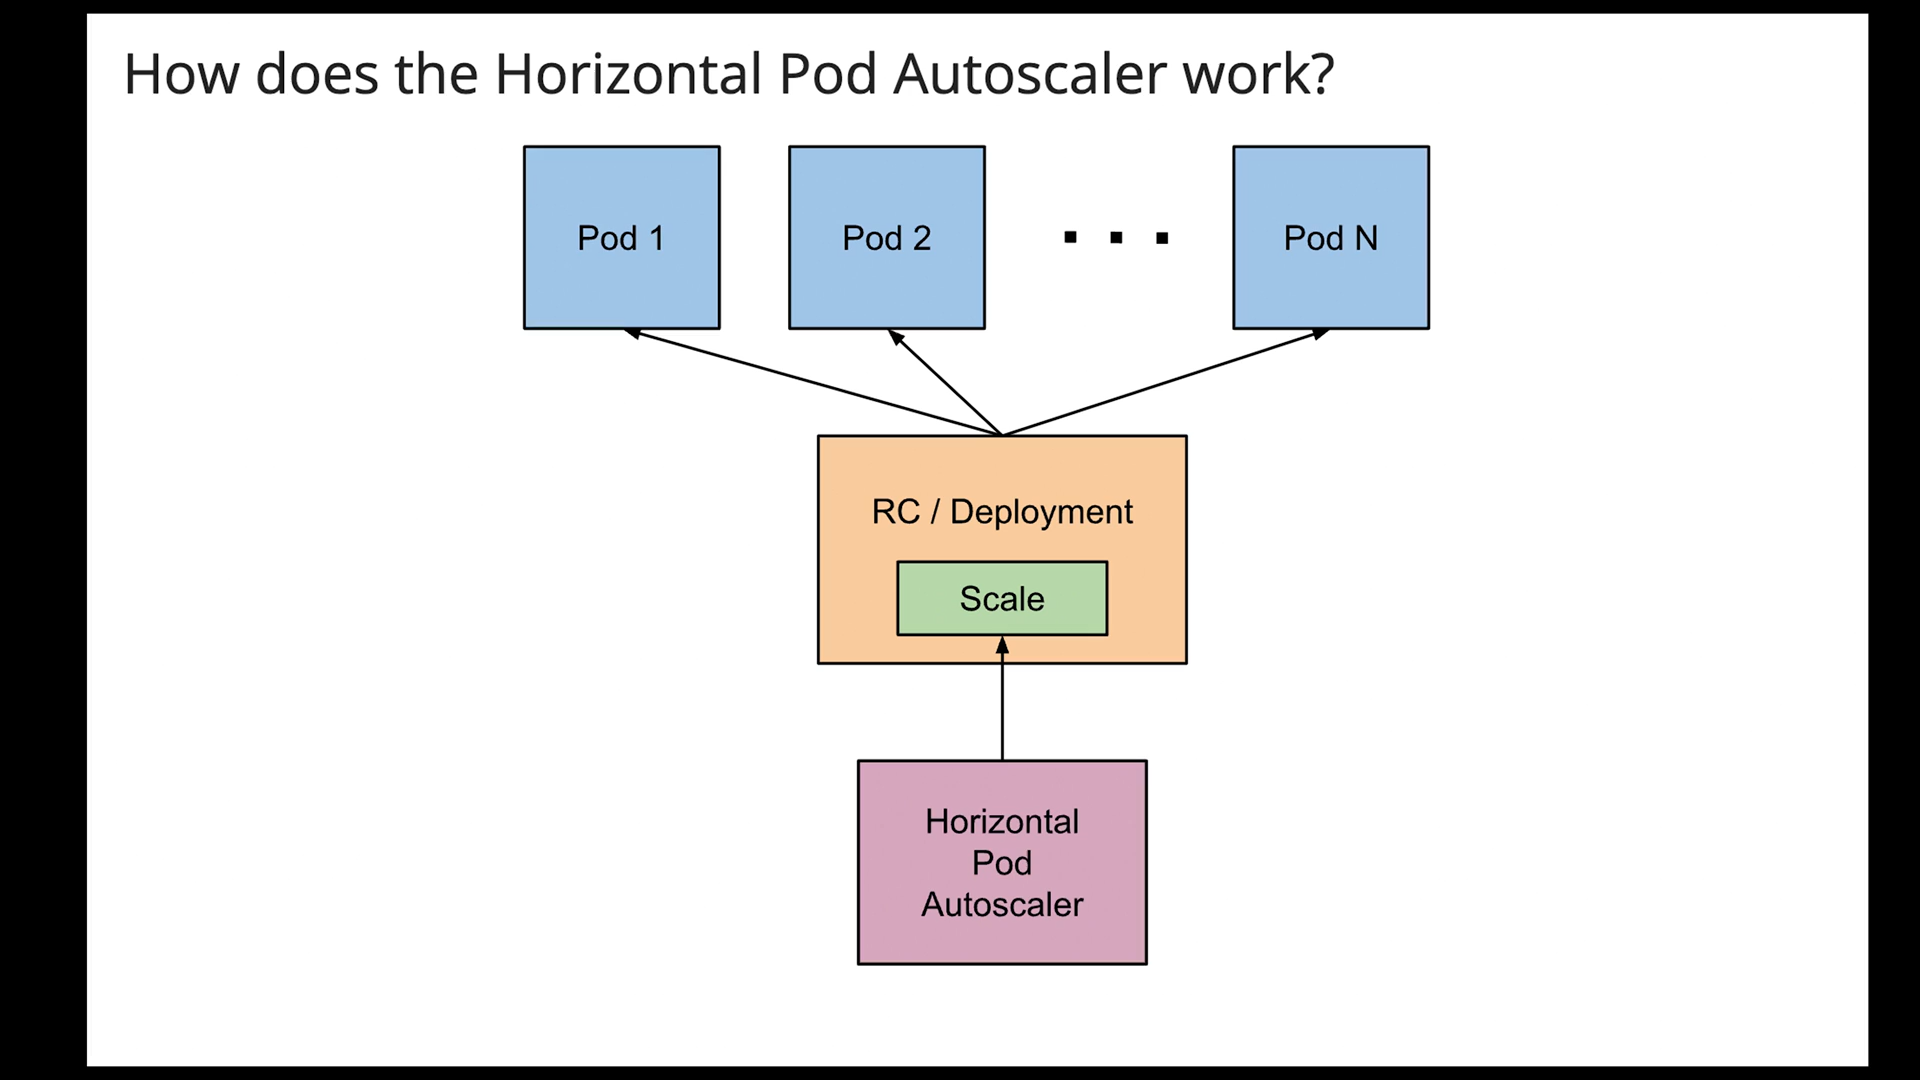 How does the Horizontal Pod Autoscaler work?
Pod 1
Pod 2
. . .
Pod N
RC / Deployment
Scale
Horizontal
Pod
Autoscaler